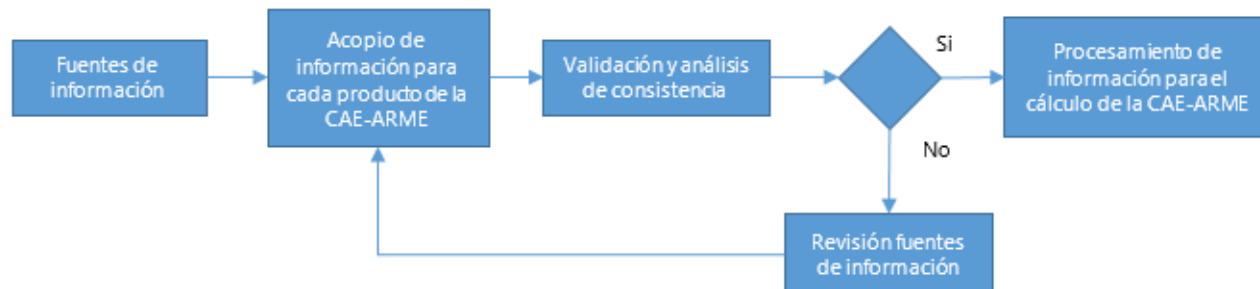 Fuentes de
información
Acopio de
información para
cada producto de la
CAE-ARME
Validación y análisis
de consistencia
Si
No
Procesamiento de
información para el
cálculo de la CAE-ARME
Revisión fuentes
de información